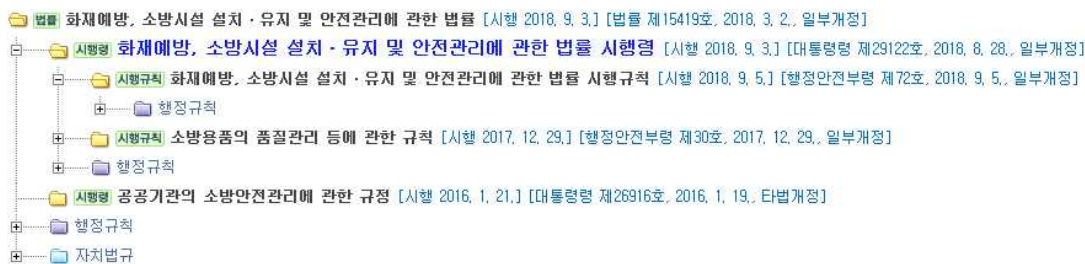 법률 화재예방, 소방시설 설치·유지 및 안전관리에 관한 법률 [시행 2018. 9. 3.] [법률 제15419호, 2018. 3. 2., 일부개정]
시행령 화재예방, 소방시설 설치·유지 및 안전관리에 관한 법률 시행령 [시행 2018. 9. 3.] [대통령령 제29122호, 2018. 8. 28., 일부개정]
시행규칙 화재예방, 소방시설 설치·유지 및 안전관리에 관한 법률 시행규칙 [시행 2018. 9. 5.] [행정안전부령 제72호, 2018. 9. 5., 일부개정]
행정규칙
시행규칙 소방용품의 품질관리 등에 관한 규칙 [시행 2017. 12. 29.] [행정안전부령 제30호, 2017. 12. 29., 일부개정]
행정규칙
시행령 공공기관의 소방안전관리에 관한 규정 [시행 2016. 1. 21.] [대통령령 제26916호, 2016. 1. 19., 타법개정]
행정규칙
자치법규